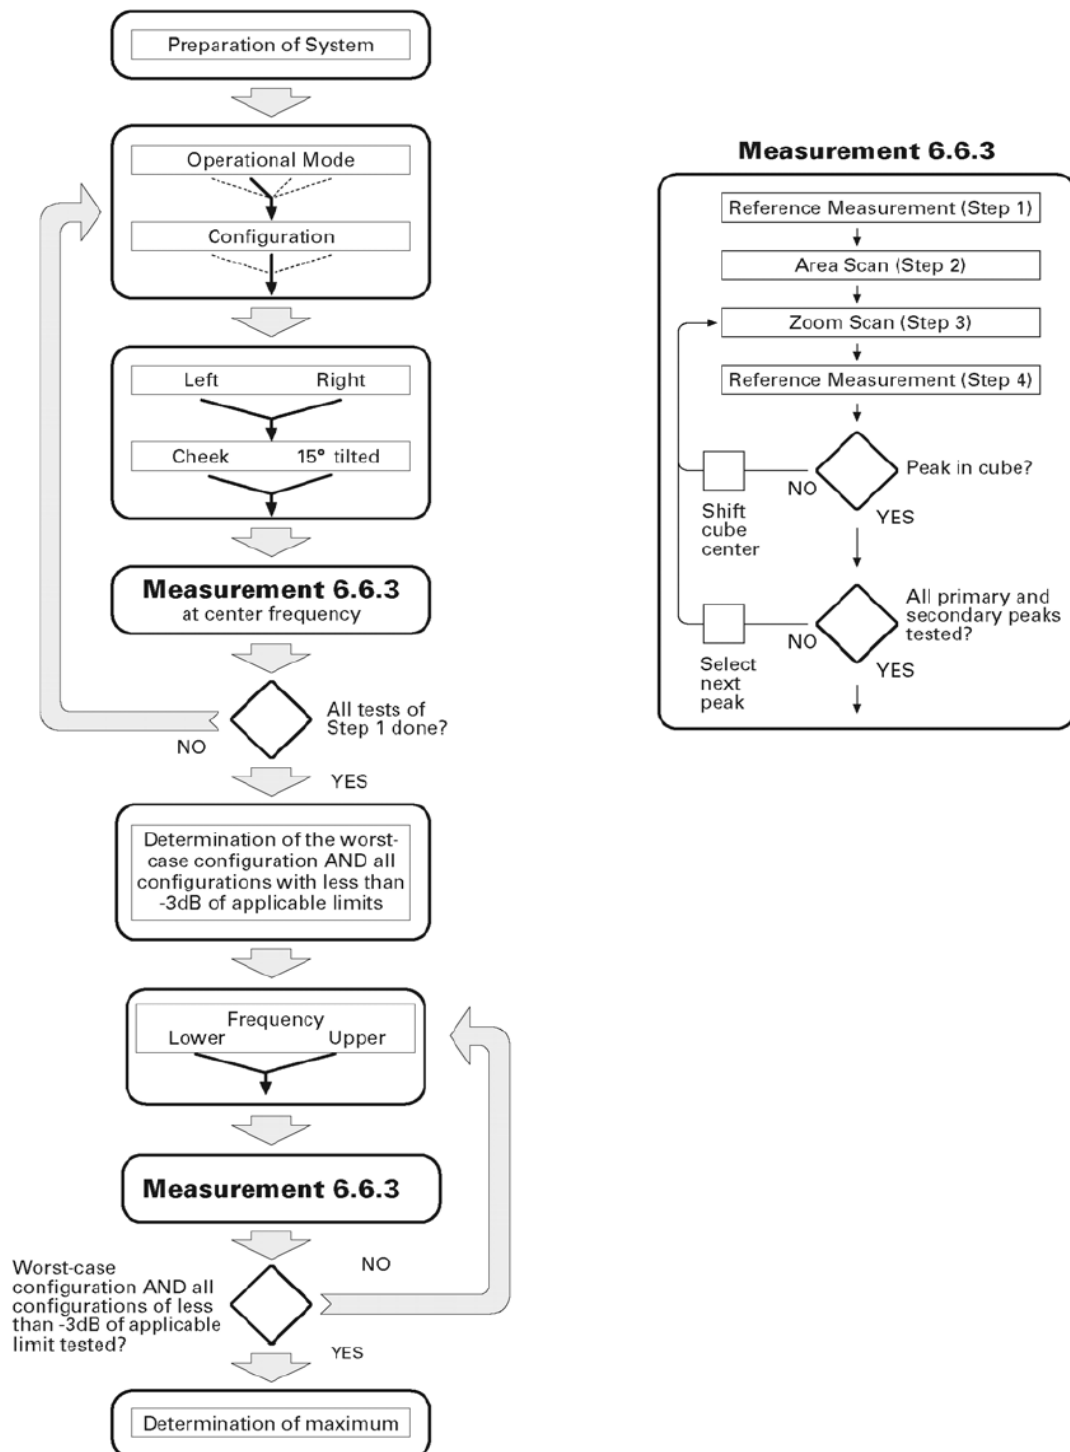 Preparation of System
Operational Mode
Configuration
Left Right
Cheek 15° tilted
Measurement 6.6.3
at center frequency
All tests of
Step 1 done?
NO
YES
Determination of the worst-
case configuration AND all
configurations with less than
-3dB of applicable limits
Frequency
Lower Upper
Measurement 6.6.3
Worst-case
configuration AND all
configurations of less
than -3dB of applicable
limit tested?
NO
YES
Determination of maximum
Measurement 6.6.3
Reference Measurement (Step 1)
Area Scan (Step 2)
Zoom Scan (Step 3)
Reference Measurement (Step 4)
Peak in cube?
NO
Shift
cube
center
YES
All primary and
secondary peaks
tested?
NO
Select
next
peak
YES